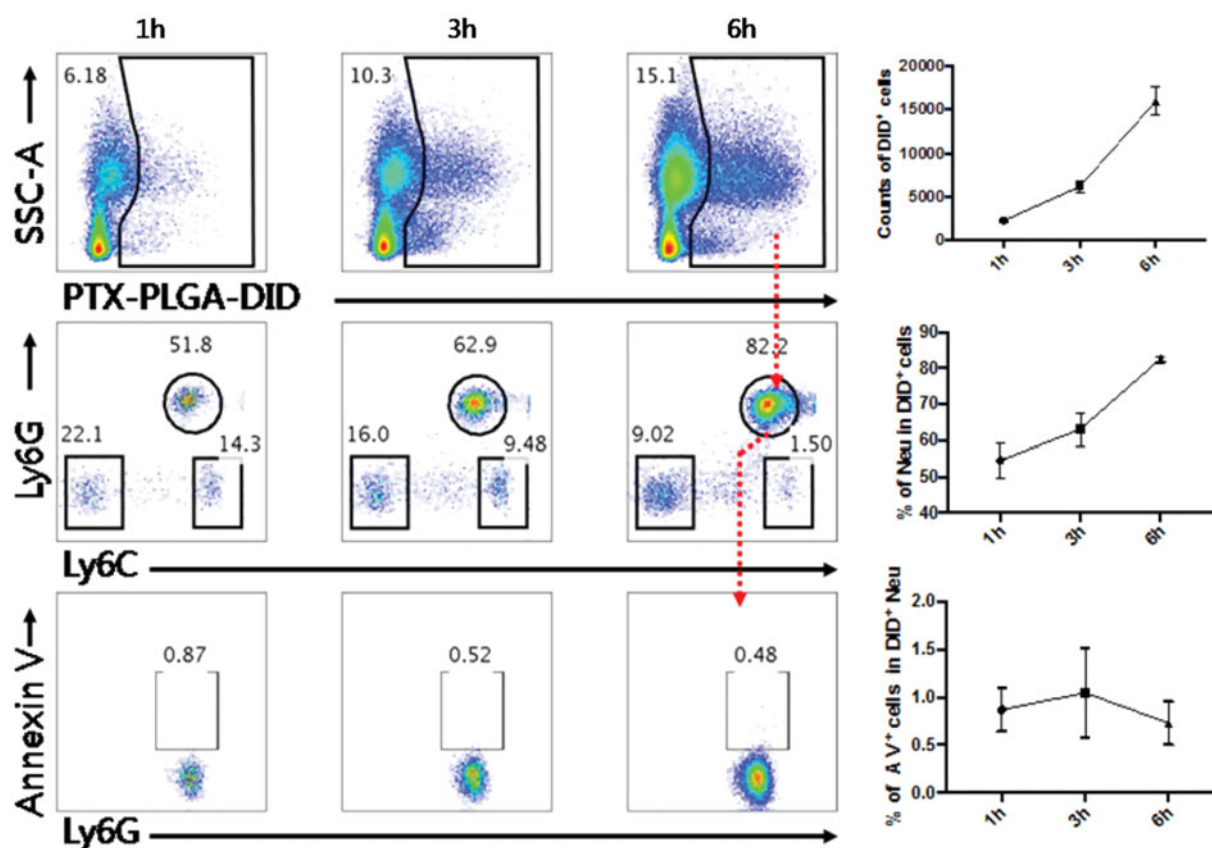 1h 3h 6h
SSC-A
6.18 10.3 15.1
PTX-PLGA-DID
Counts of DID+ cells
20000
15000
10000
5000
0
1h 3h 6h
Ly6G
51.8 62.9 82.2
22.1 14.3 16.0 9.48 9.02 1.50
Ly6C
% of Neu in DID+ cells
90
80
70
60
50
40
1h 3h 6h
Annexin V
0.87 0.52 0.48
Ly6G
% of AV+ cells in DID+ Neu
2.0
1.5
1.0
0.5
0.0
1h 3h 6h